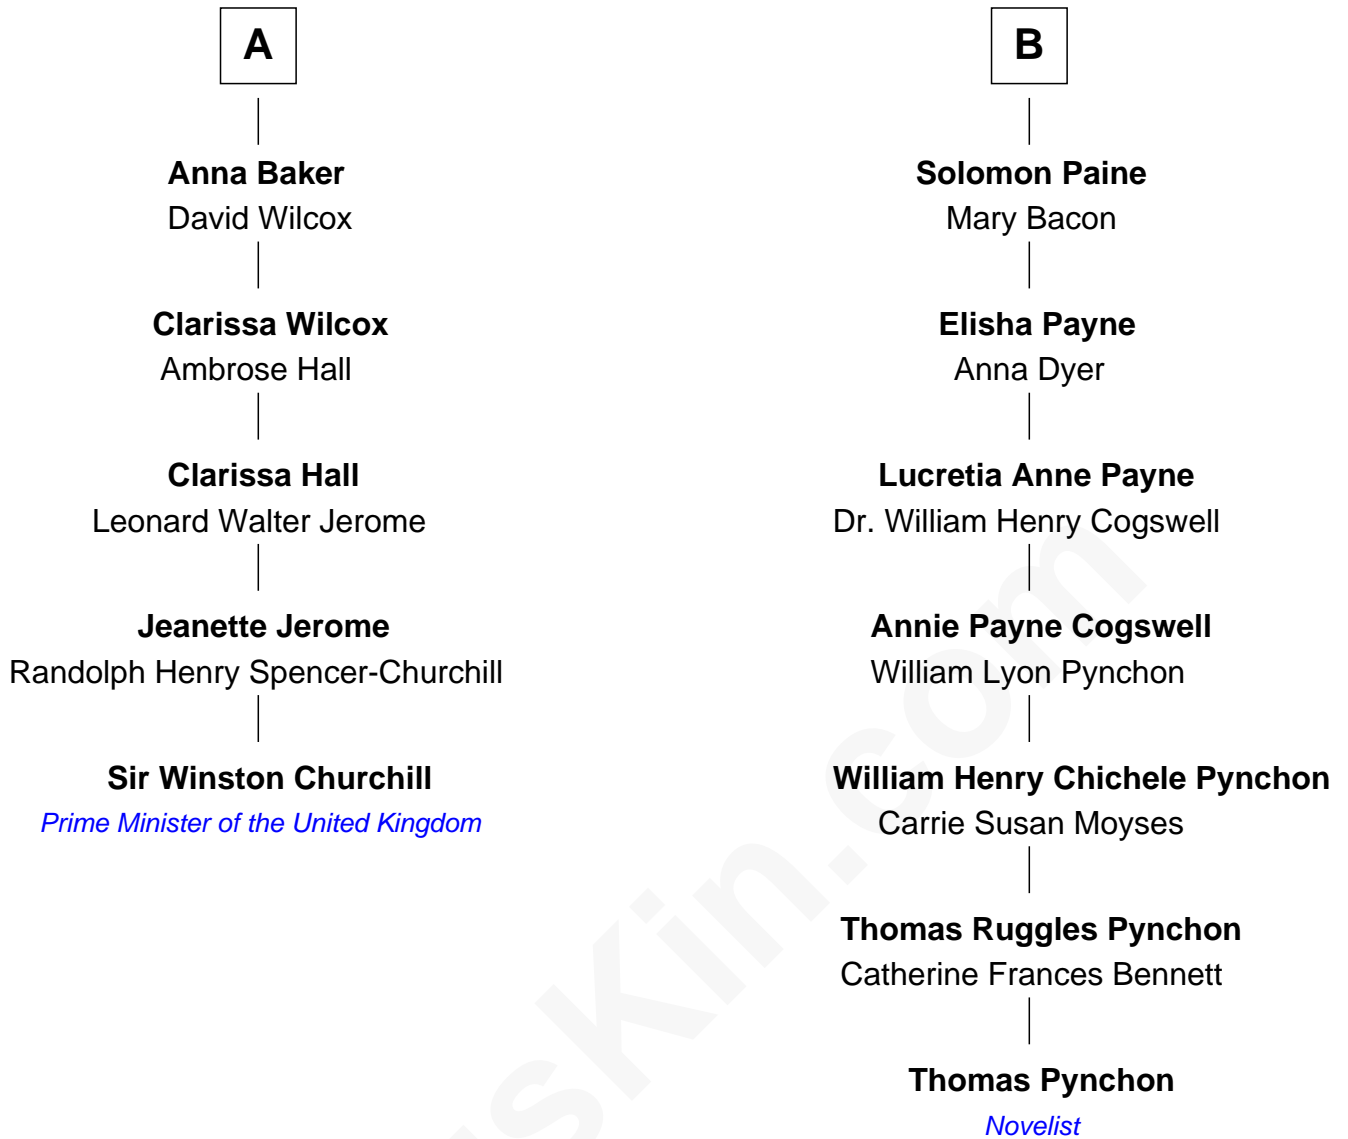 A
Anna Baker
David Wilcox
Clarissa Wilcox
Ambrose Hall
Clarissa Hall
Leonard Walter Jerome
Jeanette Jerome
Randolph Henry Spencer-Churchill
Sir Winston Churchill
Prime Minister of the United Kingdom
B
Solomon Paine
Mary Bacon
Elisha Payne
Anna Dyer
Lucretia Anne Payne
Dr. William Henry Cogswell
Annie Payne Cogswell
William Lyon Pynchon
William Henry Chichele Pynchon
Carrie Susan Moyses
Thomas Ruggles Pynchon
Catherine Frances Bennett
Thomas Pynchon
Novelist
sKin.com